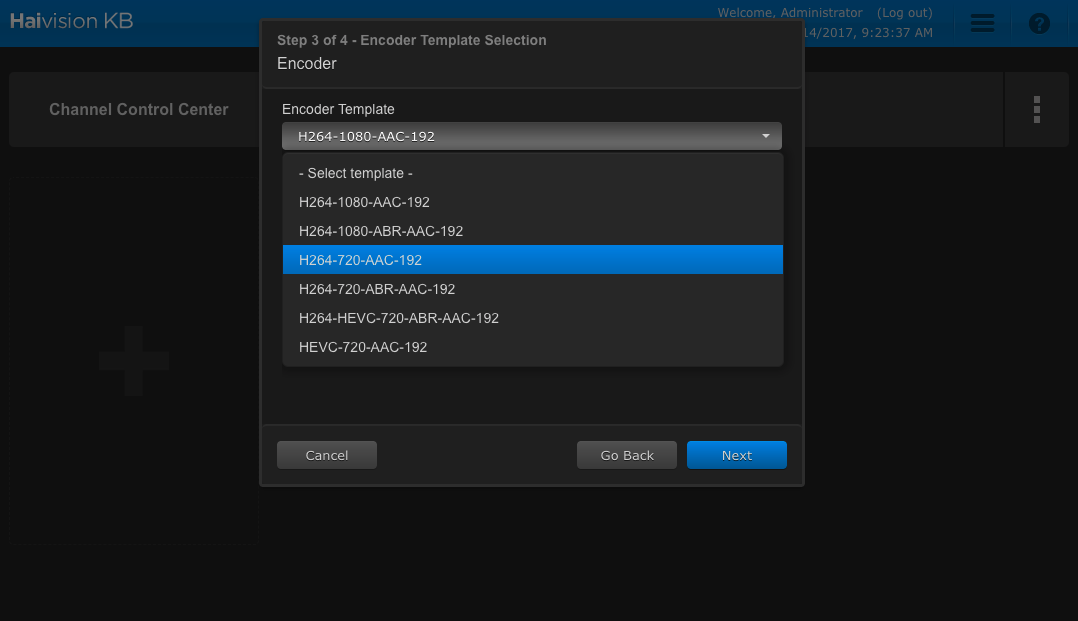 Haivision KB
Welcome, Administrator (Log out)
14/2017, 9:23:37 AM
Step 3 of 4 - Encoder Template Selection
Encoder
Channel Control Center
Encoder Template
H264-1080-AAC-192
- Select template -
H264-1080-AAC-192
H264-1080-ABR-AAC-192
H264-720-AAC-192
H264-720-ABR-AAC-192
H264-HEVC-720-ABR-AAC-192
HEVC-720-AAC-192
Cancel
Go Back
Next